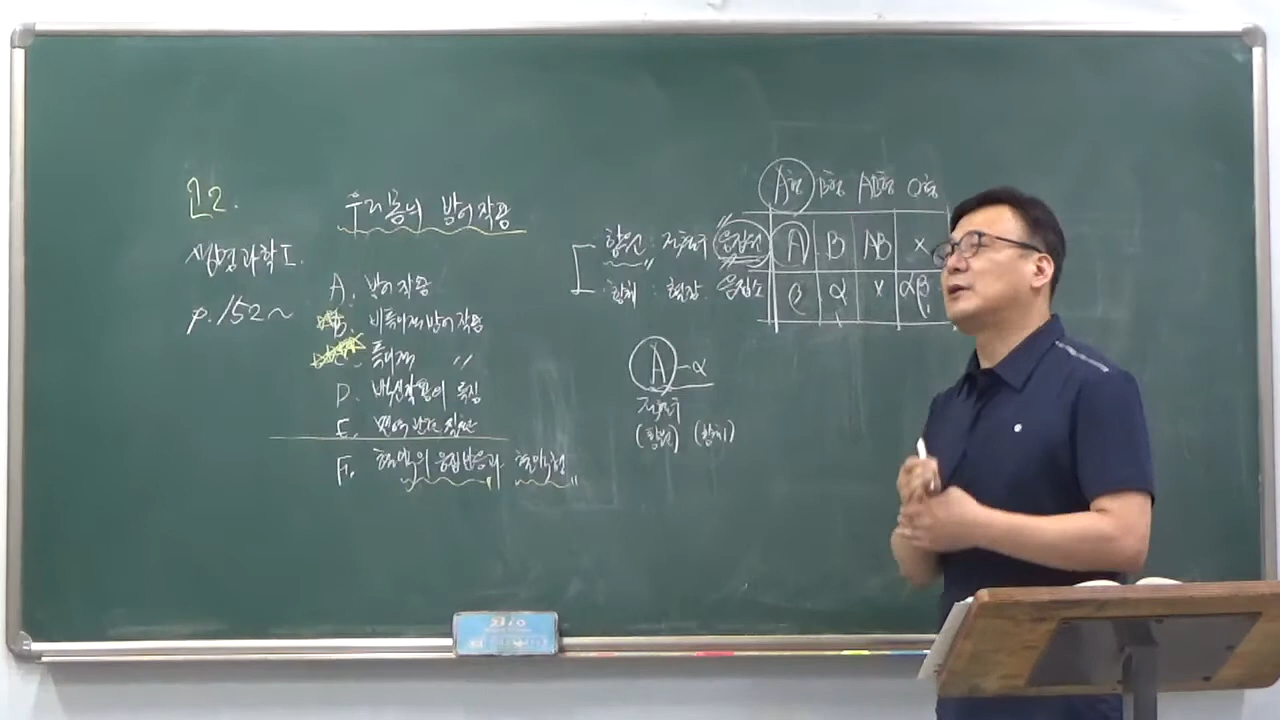 12.
생명과학 I.
p.152~
우리몸의 방어작용
A. 방어작용
B. 비특이적 방어작용
C. 특이적 〃
D. 백신작용의 특징
E. 면역 반전 질환
F. 혈액의 응집반응과 혈액형
A형 B형 AB형 O형
항원 : 적혈구 응집원 A B AB ×
항체 : 혈장 응집소 β α × αβ
A - α
적혈구
(항원) (항체)